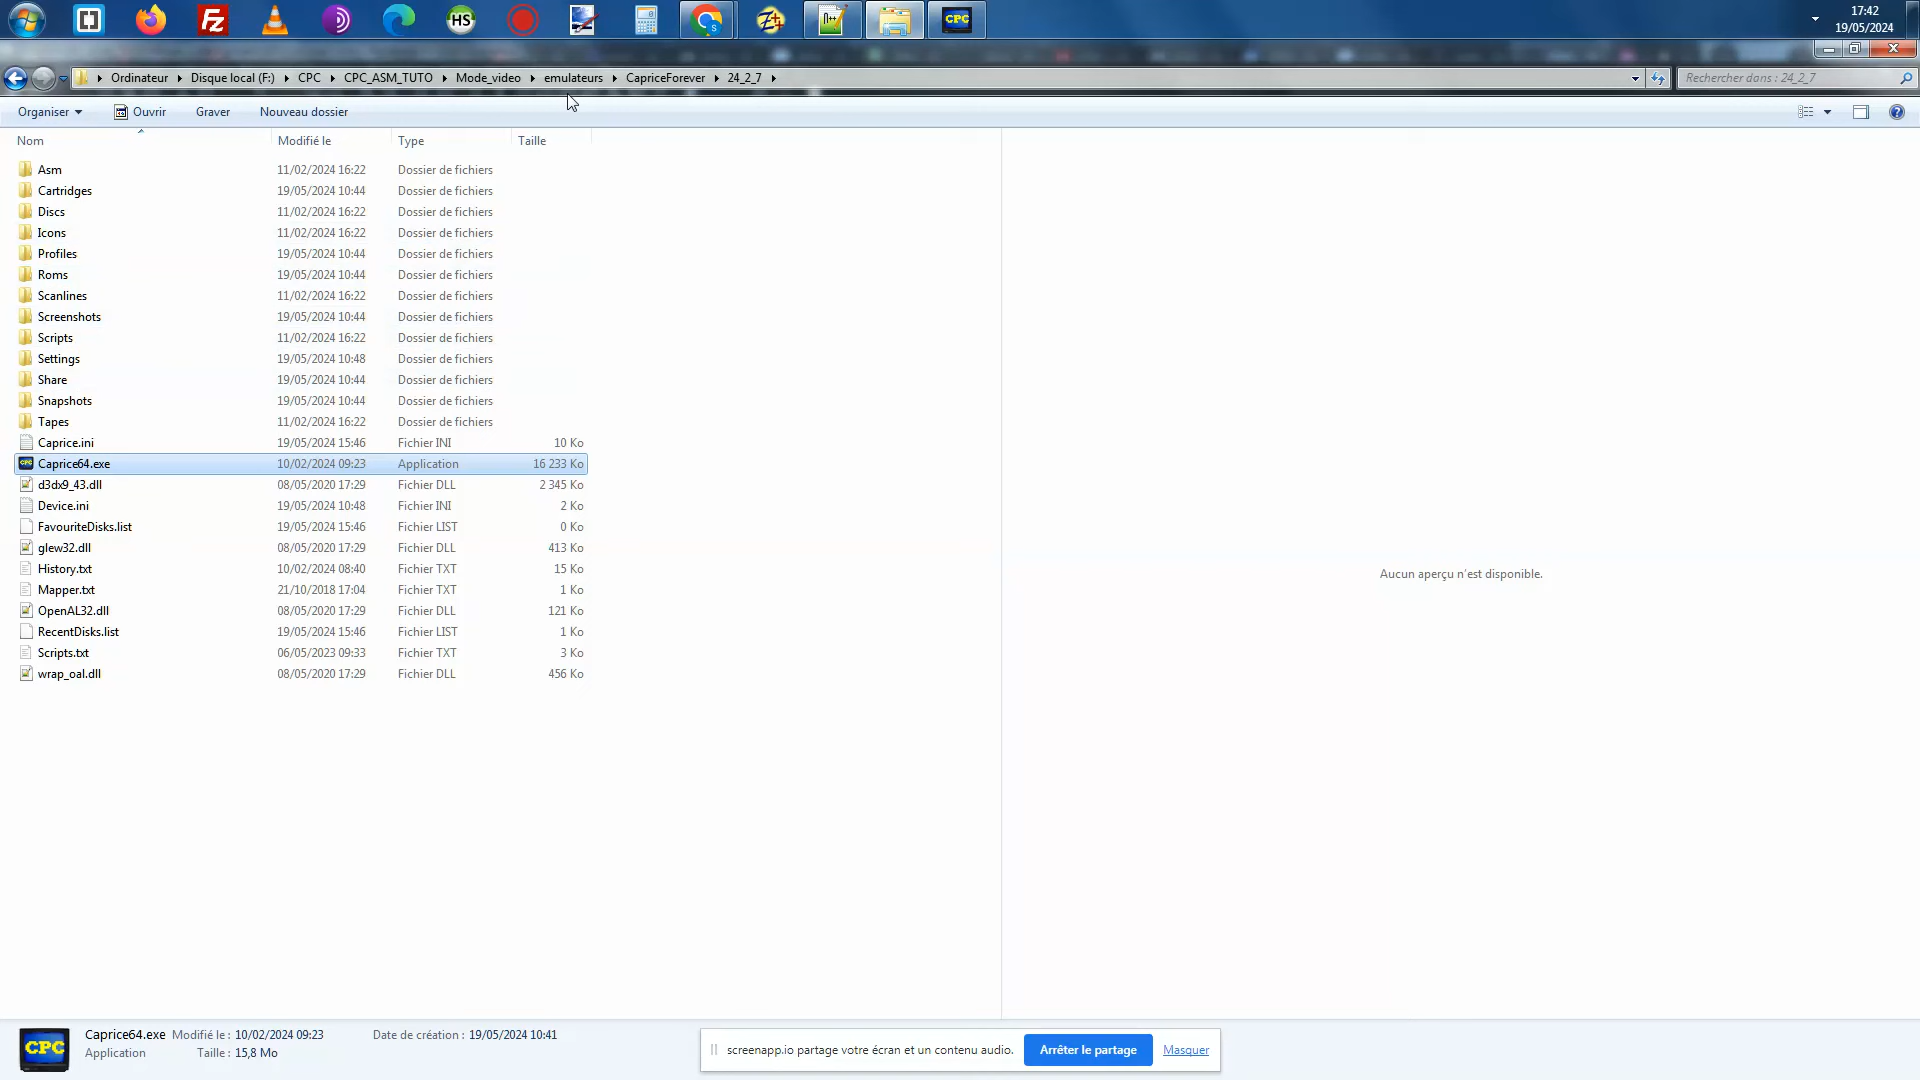 17:42
19/05/2024
Ordinateur Disque local (F:) CPC CPC_ASM_TUTO Mode_video emulateurs CapriceForever 24_2_7
Rechercher dans : 24_2_7
Organiser Ouvrir Graver Nouveau dossier
Nom Modifié le Type Taille
Asm 11/02/2024 16:22 Dossier de fichiers
Cartridges 19/05/2024 10:44 Dossier de fichiers
Discs 11/02/2024 16:22 Dossier de fichiers
Icons 11/02/2024 16:22 Dossier de fichiers
Profiles 19/05/2024 10:44 Dossier de fichiers
Roms 19/05/2024 10:44 Dossier de fichiers
Scanlines 11/02/2024 16:22 Dossier de fichiers
Screenshots 19/05/2024 10:44 Dossier de fichiers
Scripts 11/02/2024 16:22 Dossier de fichiers
Settings 19/05/2024 10:48 Dossier de fichiers
Share 19/05/2024 10:44 Dossier de fichiers
Snapshots 19/05/2024 10:44 Dossier de fichiers
Tapes 11/02/2024 16:22 Dossier de fichiers
Caprice.ini 19/05/2024 15:46 Fichier INI 10 Ko
Caprice64.exe 10/02/2024 09:23 Application 16 233 Ko
d3dx9_43.dll 08/05/2020 17:29 Fichier DLL 2 345 Ko
Device.ini 19/05/2024 10:48 Fichier INI 2 Ko
FavouriteDisks.list 19/05/2024 15:46 Fichier LIST 0 Ko
glew32.dll 08/05/2020 17:29 Fichier DLL 413 Ko
History.txt 10/02/2024 08:40 Fichier TXT 15 Ko
Mapper.txt 21/10/2018 17:04 Fichier TXT 1 Ko
OpenAL32.dll 08/05/2020 17:29 Fichier DLL 121 Ko
RecentDisks.list 19/05/2024 15:46 Fichier LIST 1 Ko
Scripts.txt 06/05/2023 09:33 Fichier TXT 3 Ko
wrap_oal.dll 08/05/2020 17:29 Fichier DLL 456 Ko
Aucun aperçu n'est disponible.
CPC
Caprice64.exe Modifié le : 10/02/2024 09:23 Date de création : 19/05/2024 10:41
Application Taille : 15,8 Mo
screenapp.io partage votre écran et un contenu audio. Arrêter le partage Masquer